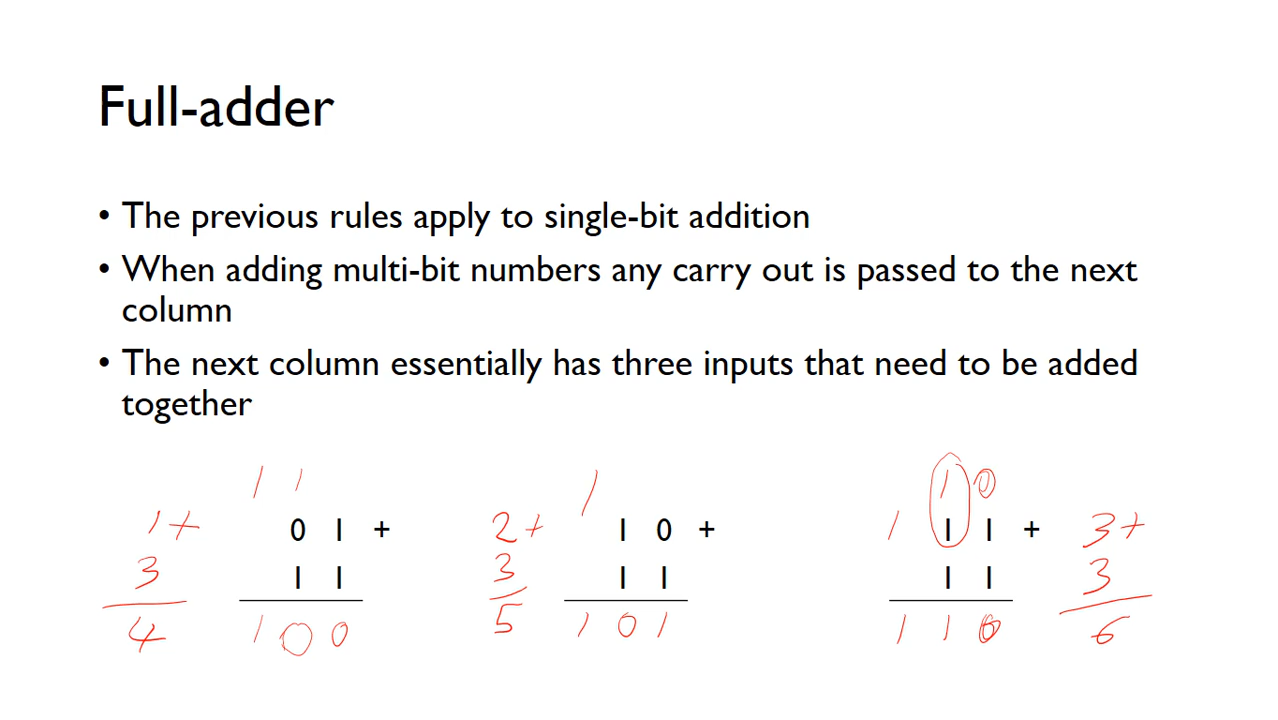 Full-adder
• The previous rules apply to single-bit addition
• When adding multi-bit numbers any carry out is passed to the next
column
• The next column essentially has three inputs that need to be added
together
1 1 1 1 0
1+ 0 1 + 2+ 1 0 + 1 1 1 + 3+
3 1 1 3 1 1 1 1 3
4 1 0 0 5 1 0 1 1 1 0 6